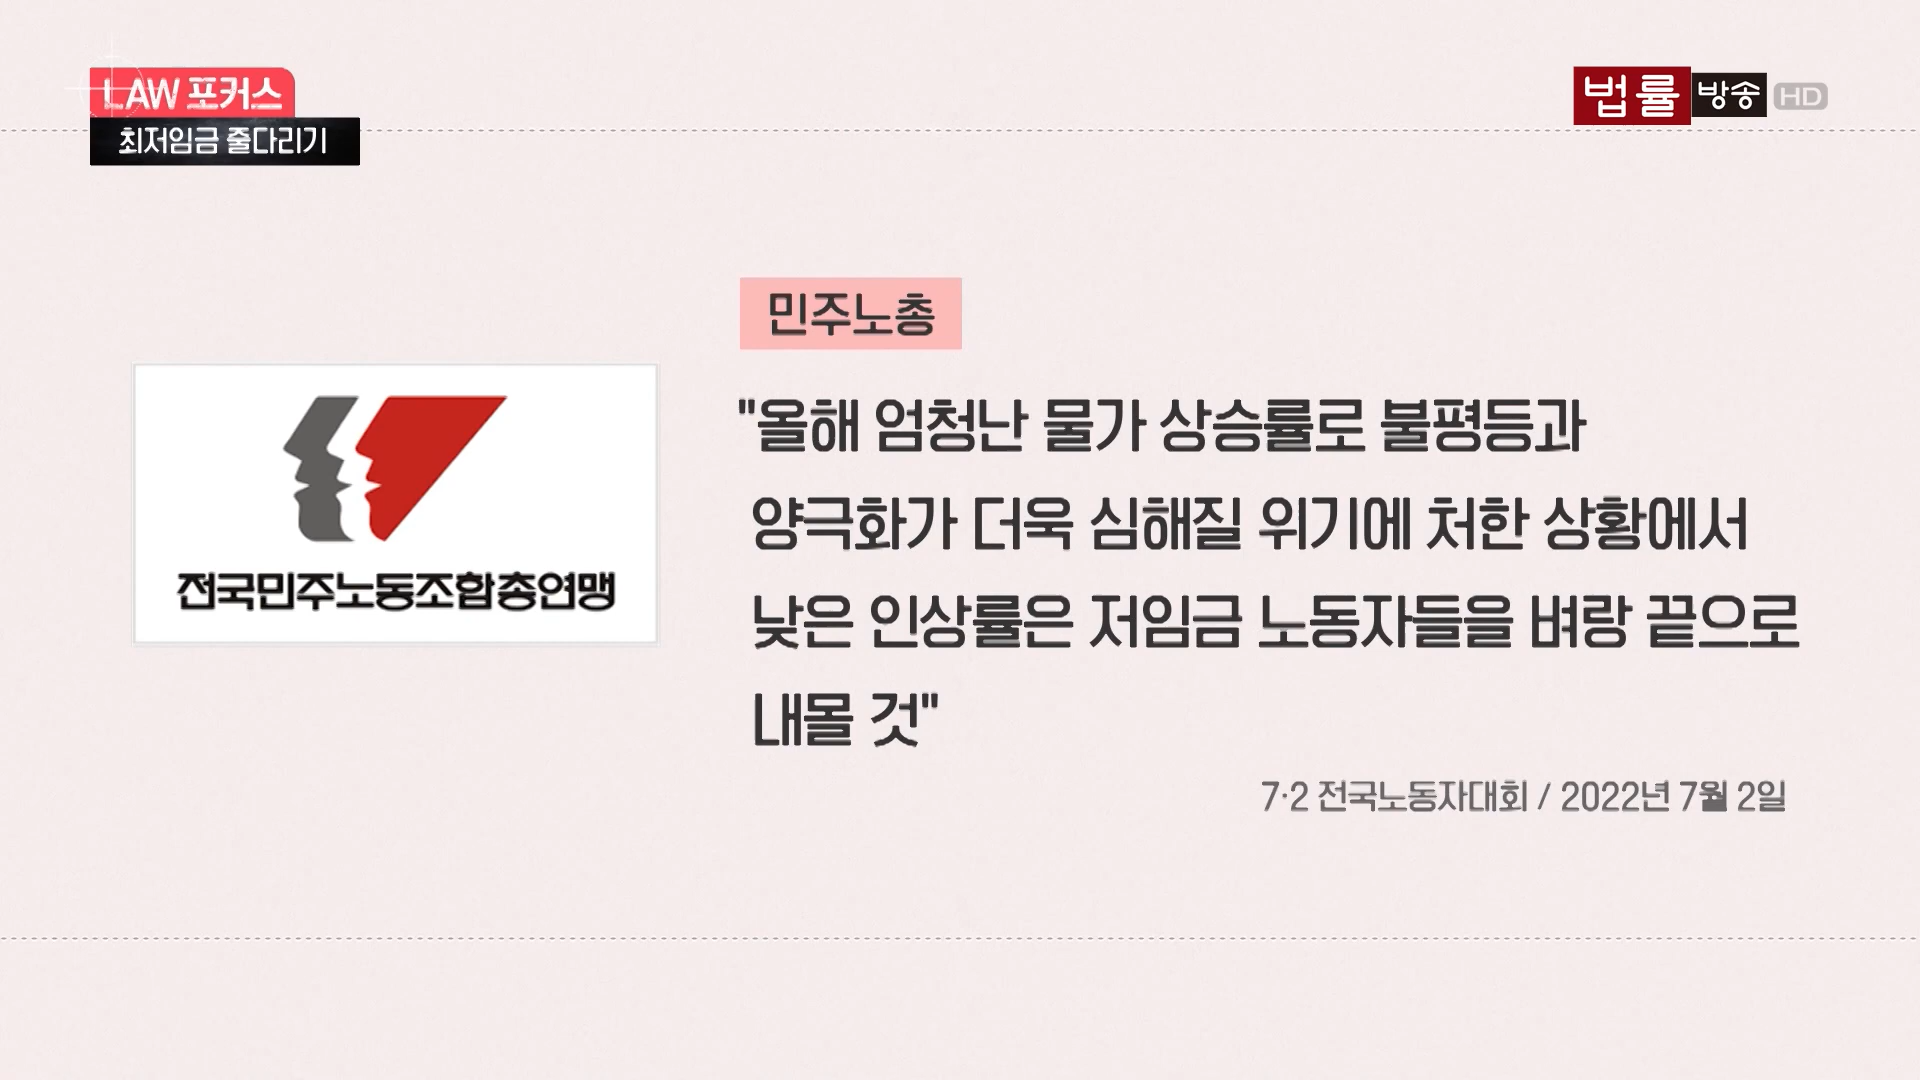 LAW 포커스
최저임금 줄다리기
법률방송 HD
전국민주노동조합총연맹
민주노총
"올해 엄청난 물가 상승률로 불평등과
양극화가 더욱 심해질 위기에 처한 상황에서
낮은 인상률은 저임금 노동자들을 벼랑 끝으로
내몰 것"
7·2 전국노동자대회 / 2022년 7월 2일